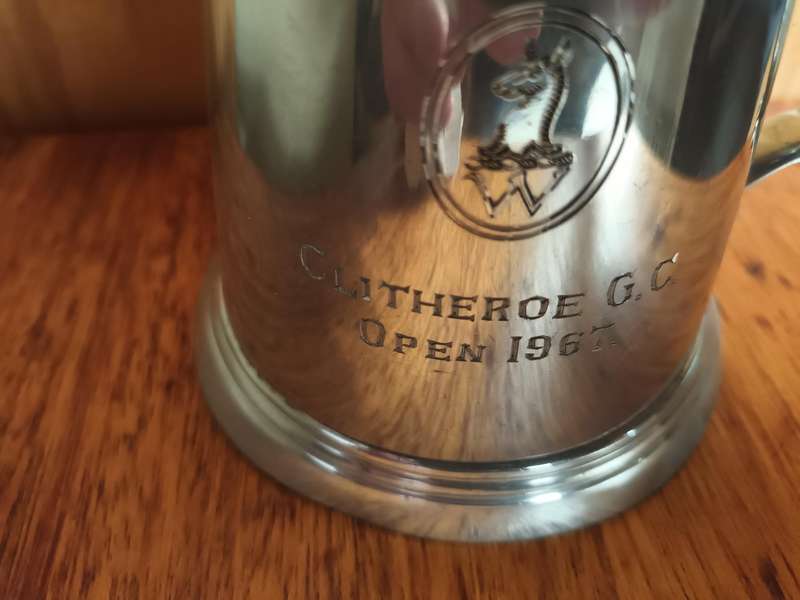 W
CLITHEROE G.C.
OPEN 1967.